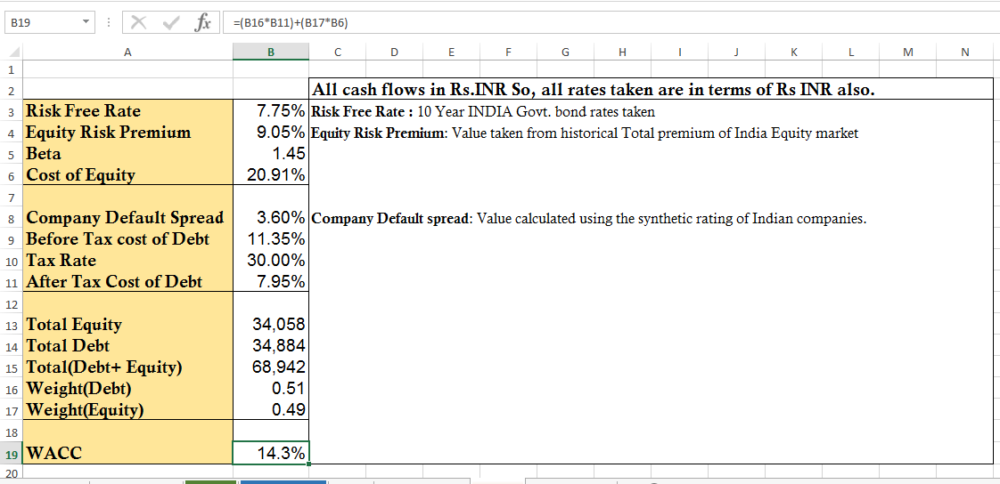 B19 fx =(B16*B11)+(B17*B6)
A B C D E F G H I J K L M N
1
2 All cash flows in Rs.INR So, all rates taken are in terms of Rs INR also.
3 Risk Free Rate 7.75% Risk Free Rate : 10 Year INDIA Govt. bond rates taken
4 Equity Risk Premium 9.05% Equity Risk Premium: Value taken from historical Total premium of India Equity market
5 Beta 1.45
6 Cost of Equity 20.91%
7
8 Company Default Spread 3.60% Company Default spread: Value calculated using the synthetic rating of Indian companies.
9 Before Tax cost of Debt 11.35%
10 Tax Rate 30.00%
11 After Tax Cost of Debt 7.95%
12
13 Total Equity 34,058
14 Total Debt 34,884
15 Total(Debt+ Equity) 68,942
16 Weight(Debt) 0.51
17 Weight(Equity) 0.49
18
19 WACC 14.3%
20